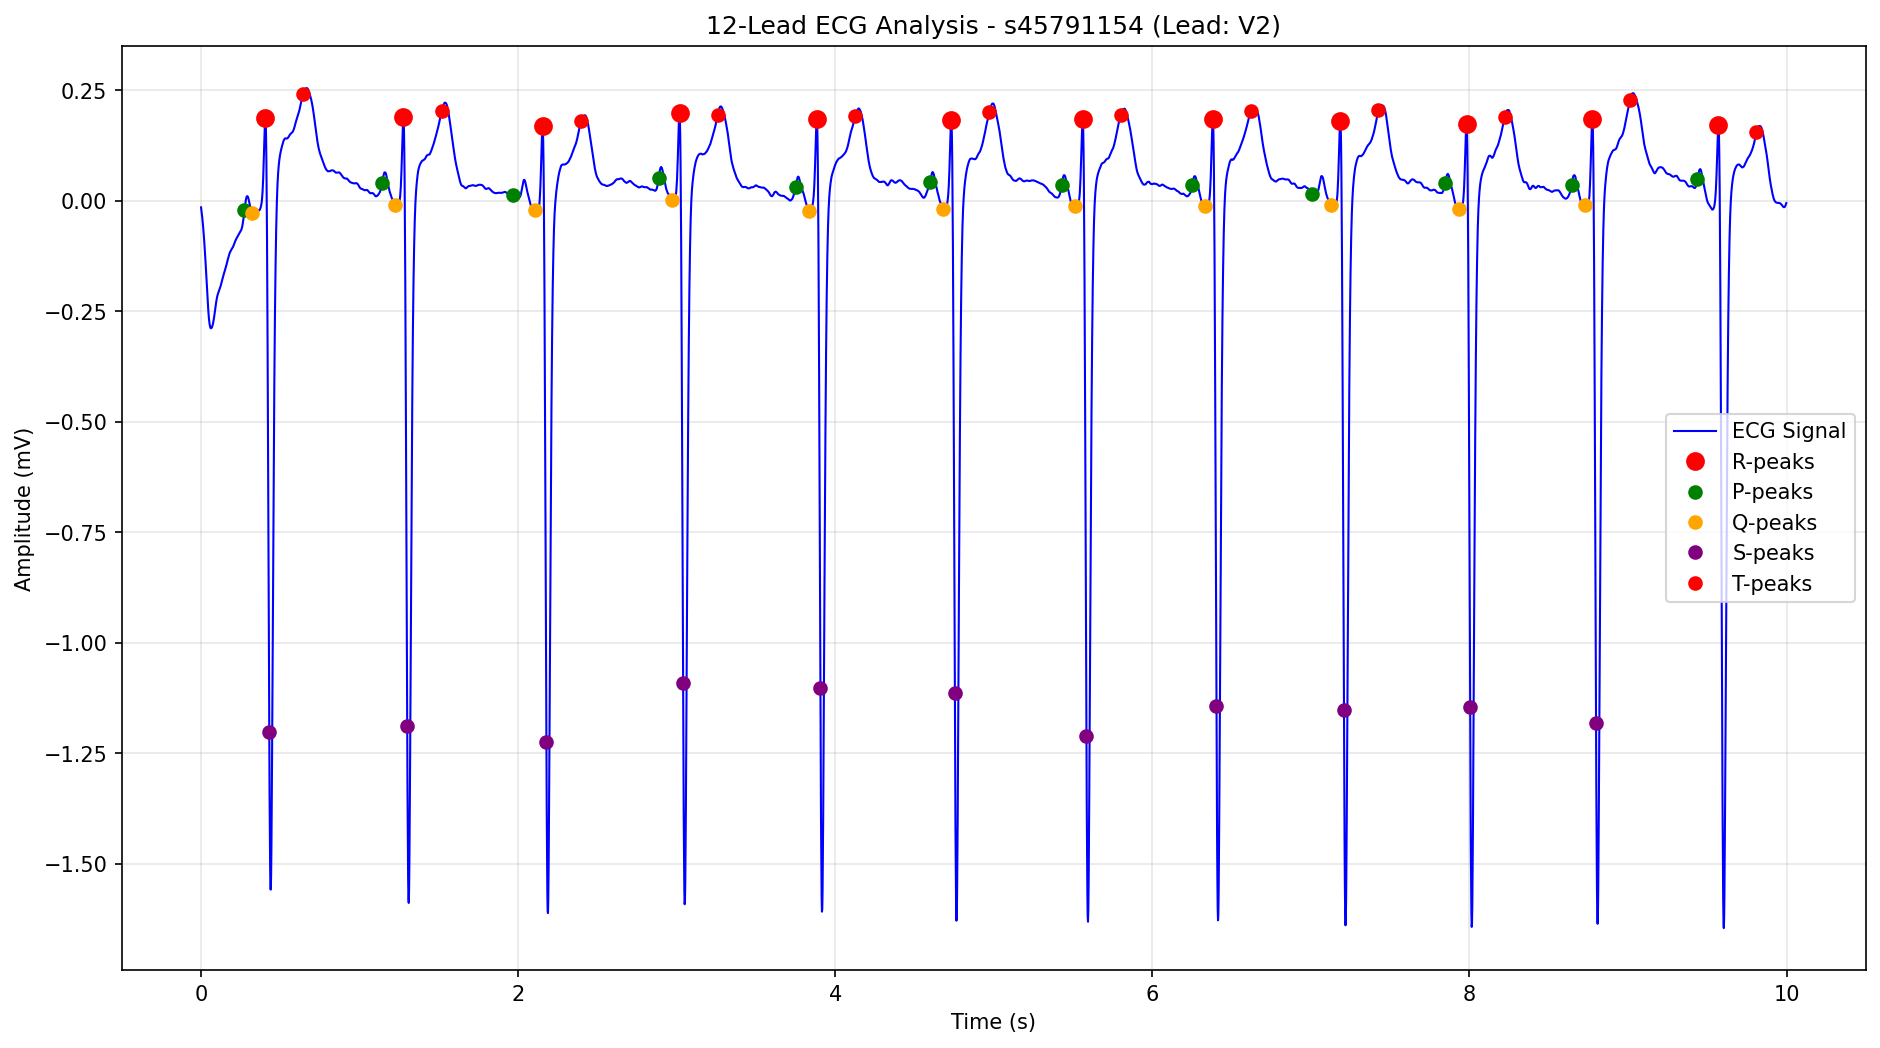 12-Lead ECG Analysis - s45791154 (Lead: V2)
Amplitude (mV)
0.25
0.00
−0.25
−0.50
−0.75
−1.00
−1.25
−1.50
ECG Signal
R-peaks
P-peaks
Q-peaks
S-peaks
T-peaks
0 2 4 6 8 10
Time (s)